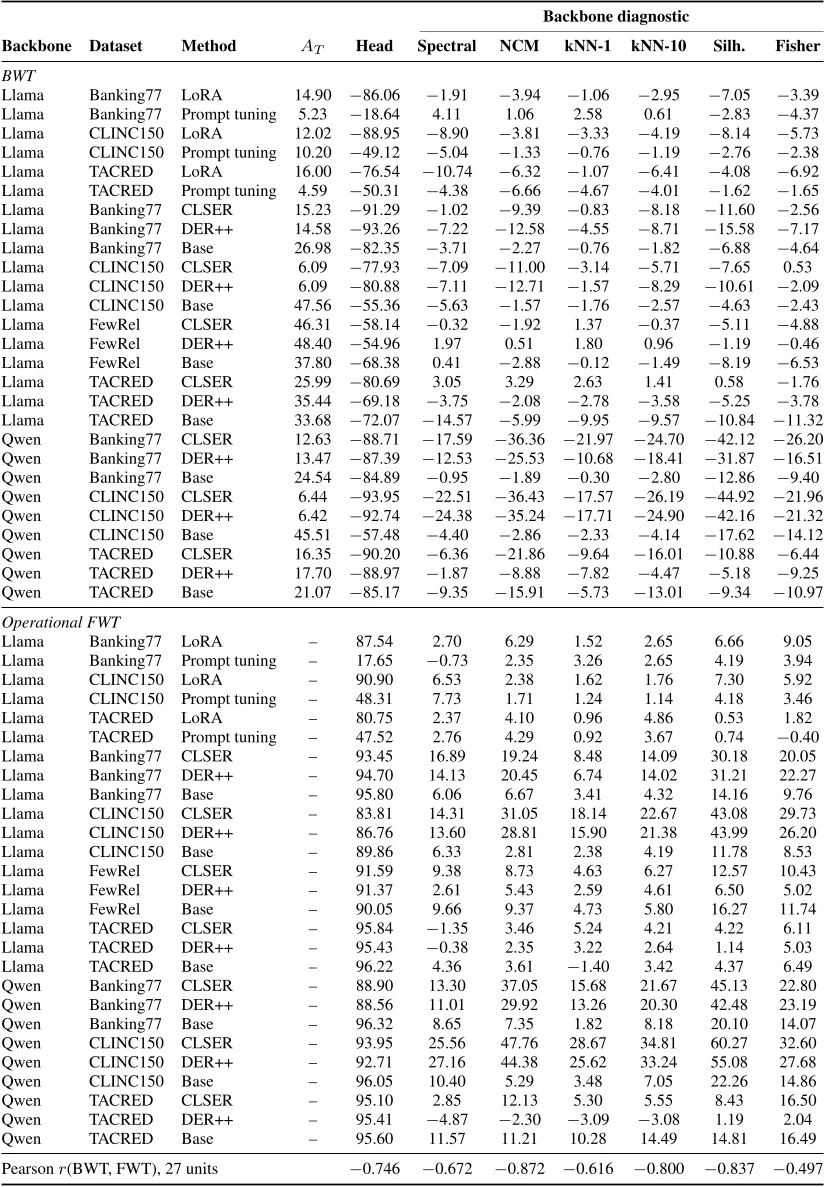 Backbone diagnostic
Backbone Dataset Method A_T Head Spectral NCM kNN-1 kNN-10 Silh. Fisher
BWT
Llama Banking77 LoRA 14.90 −86.06 −1.91 −3.94 −1.06 −2.95 −7.05 −3.39
Llama Banking77 Prompt tuning 5.23 −18.64 4.11 1.06 2.58 0.61 −2.83 −4.37
Llama CLINC150 LoRA 12.02 −88.95 −8.90 −3.81 −3.33 −4.19 −8.14 −5.73
Llama CLINC150 Prompt tuning 10.20 −49.12 −5.04 −1.33 −0.76 −1.19 −2.76 −2.38
Llama TACRED LoRA 16.00 −76.54 −10.74 −6.32 −1.07 −6.41 −4.08 −6.92
Llama TACRED Prompt tuning 4.59 −50.31 −4.38 −6.66 −4.67 −4.01 −1.62 −1.65
Llama Banking77 CLSER 15.23 −91.29 −1.02 −9.39 −0.83 −8.18 −11.60 −2.56
Llama Banking77 DER++ 14.58 −93.26 −7.22 −12.58 −4.55 −8.71 −15.58 −7.17
Llama Banking77 Base 26.98 −82.35 −3.71 −2.27 −0.76 −1.82 −6.88 −4.64
Llama CLINC150 CLSER 6.09 −77.93 −7.09 −11.00 −3.14 −5.71 −7.65 0.53
Llama CLINC150 DER++ 6.09 −80.88 −7.11 −12.71 −1.57 −8.29 −10.61 −2.09
Llama CLINC150 Base 47.56 −55.36 −5.63 −1.57 −1.76 −2.57 −4.63 −2.43
Llama FewRel CLSER 46.31 −58.14 −0.32 −1.92 1.37 −0.37 −5.11 −4.88
Llama FewRel DER++ 48.40 −54.96 1.97 0.51 1.80 0.96 −1.19 −0.46
Llama FewRel Base 37.80 −68.38 0.41 −2.88 −0.12 −1.49 −8.19 −6.53
Llama TACRED CLSER 25.99 −80.69 3.05 3.29 2.63 1.41 0.58 −1.76
Llama TACRED DER++ 35.44 −69.18 −3.75 −2.08 −2.78 −3.58 −5.25 −3.78
Llama TACRED Base 33.68 −72.07 −14.57 −5.99 −9.95 −9.57 −10.84 −11.32
Qwen Banking77 CLSER 12.63 −88.71 −17.59 −36.36 −21.97 −24.70 −42.12 −26.20
Qwen Banking77 DER++ 13.47 −87.39 −12.53 −25.53 −10.68 −18.41 −31.87 −16.51
Qwen Banking77 Base 24.54 −84.89 −0.95 −1.89 −0.30 −2.80 −12.86 −9.40
Qwen CLINC150 CLSER 6.44 −93.95 −22.51 −36.43 −17.57 −26.19 −44.92 −21.96
Qwen CLINC150 DER++ 6.42 −92.74 −24.38 −35.24 −17.71 −24.90 −42.16 −21.32
Qwen CLINC150 Base 45.51 −57.48 −4.40 −2.86 −2.33 −4.14 −17.62 −14.12
Qwen TACRED CLSER 16.35 −90.20 −6.36 −21.86 −9.64 −16.01 −10.88 −6.44
Qwen TACRED DER++ 17.70 −88.97 −1.87 −8.88 −7.82 −4.47 −5.18 −9.25
Qwen TACRED Base 21.07 −85.17 −9.35 −15.91 −5.73 −13.01 −9.34 −10.97
Operational FWT
Llama Banking77 LoRA – 87.54 2.70 6.29 1.52 2.65 6.66 9.05
Llama Banking77 Prompt tuning – 17.65 −0.73 2.35 3.26 2.65 4.19 3.94
Llama CLINC150 LoRA – 90.90 6.53 2.38 1.62 1.76 7.30 5.92
Llama CLINC150 Prompt tuning – 48.31 7.73 1.71 1.24 1.14 4.18 3.46
Llama TACRED LoRA – 80.75 2.37 4.10 0.96 4.86 0.53 1.82
Llama TACRED Prompt tuning – 47.52 2.76 4.29 0.92 3.67 0.74 −0.40
Llama Banking77 CLSER – 93.45 16.89 19.24 8.48 14.09 30.18 20.05
Llama Banking77 DER++ – 94.70 14.13 20.45 6.74 14.02 31.21 22.27
Llama Banking77 Base – 95.80 6.06 6.67 3.41 4.32 14.16 9.76
Llama CLINC150 CLSER – 83.81 14.31 31.05 18.14 22.67 43.08 29.73
Llama CLINC150 DER++ – 86.76 13.60 28.81 15.90 21.38 43.99 26.20
Llama CLINC150 Base – 89.86 6.33 2.81 2.38 4.19 11.78 8.53
Llama FewRel CLSER – 91.59 9.38 8.73 4.63 6.27 12.57 10.43
Llama FewRel DER++ – 91.37 2.61 5.43 2.59 4.61 6.50 5.02
Llama FewRel Base – 90.05 9.66 9.37 4.73 5.80 16.27 11.74
Llama TACRED CLSER – 95.84 −1.35 3.46 5.24 4.21 4.22 6.11
Llama TACRED DER++ – 95.43 −0.38 2.35 3.22 2.64 1.14 5.03
Llama TACRED Base – 96.22 4.36 3.61 −1.40 3.42 4.37 6.49
Qwen Banking77 CLSER – 88.90 13.30 37.05 15.68 21.67 45.13 22.80
Qwen Banking77 DER++ – 88.56 11.01 29.92 13.26 20.30 42.48 23.19
Qwen Banking77 Base – 96.32 8.65 7.35 1.82 8.18 20.10 14.07
Qwen CLINC150 CLSER – 93.95 25.56 47.76 28.67 34.81 60.27 32.60
Qwen CLINC150 DER++ – 92.71 27.16 44.38 25.62 33.24 55.08 27.68
Qwen CLINC150 Base – 96.05 10.40 5.29 3.48 7.05 22.26 14.86
Qwen TACRED CLSER – 95.10 2.85 12.13 5.30 5.55 8.43 16.50
Qwen TACRED DER++ – 95.41 −4.87 −2.30 −3.09 −3.08 1.19 2.04
Qwen TACRED Base – 95.60 11.57 11.21 10.28 14.49 14.81 16.49
Pearson r(BWT, FWT), 27 units −0.746 −0.672 −0.872 −0.616 −0.800 −0.837 −0.497